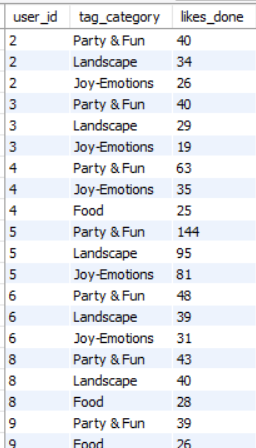 user_id tag_category likes_done
2 Party & Fun 40
2 Landscape 34
2 Joy-Emotions 26
3 Party & Fun 40
3 Landscape 29
3 Joy-Emotions 19
4 Party & Fun 63
4 Joy-Emotions 35
4 Food 25
5 Party & Fun 144
5 Landscape 95
5 Joy-Emotions 81
6 Party & Fun 48
6 Landscape 39
6 Joy-Emotions 31
8 Party & Fun 43
8 Landscape 40
8 Food 28
9 Party & Fun 39
9 Food 26